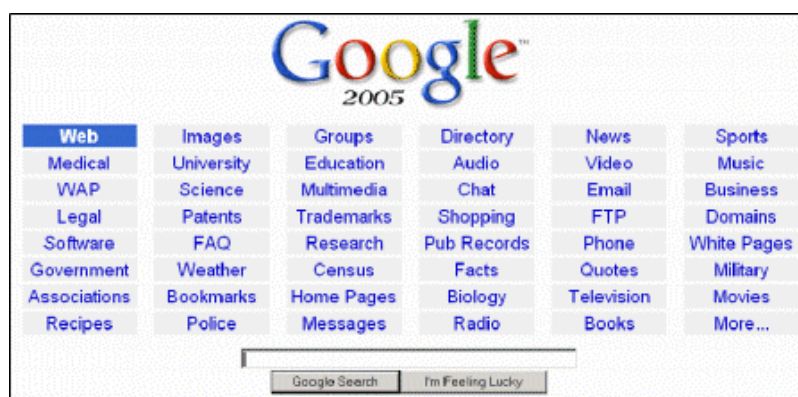 Google™
2005
Web Images Groups Directory News Sports
Medical University Education Audio Video Music
WAP Science Multimedia Chat Email Business
Legal Patents Trademarks Shopping FTP Domains
Software FAQ Research Pub Records Phone White Pages
Government Weather Census Facts Quotes Military
Associations Bookmarks Home Pages Biology Television Movies
Recipes Police Messages Radio Books More...
Google Search I'm Feeling Lucky